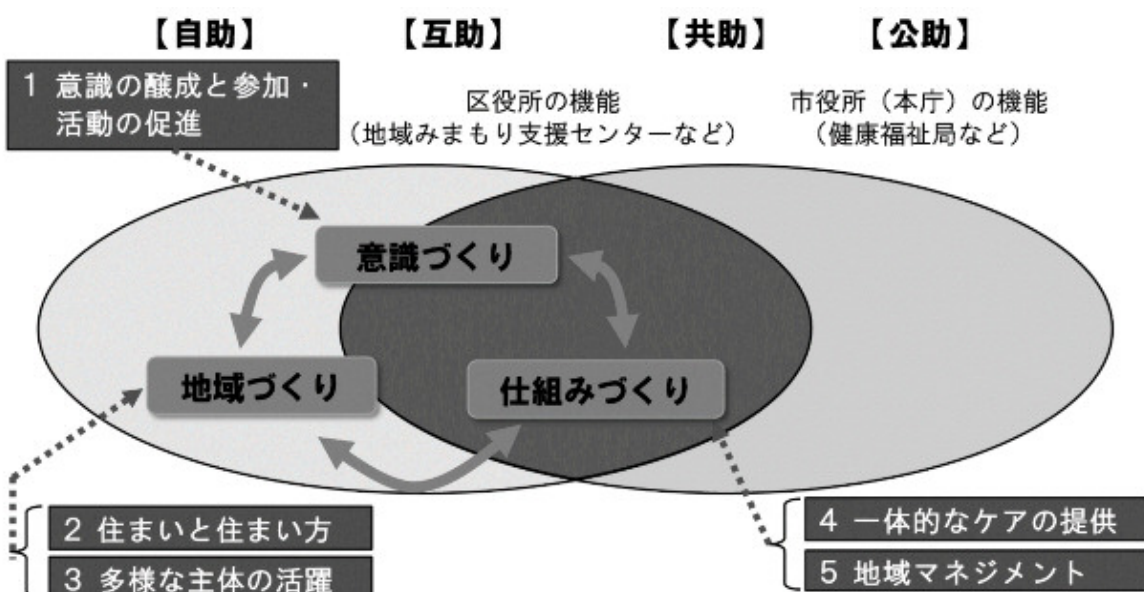 【自助】 【互助】 【共助】 【公助】
1 意識の醸成と参加・
活動の促進
区役所の機能
（地域みまもり支援センターなど）
市役所（本庁）の機能
（健康福祉局など）
意識づくり
地域づくり
仕組みづくり
2 住まいと住まい方
3 多様な主体の活躍
4 一体的なケアの提供
5 地域マネジメント